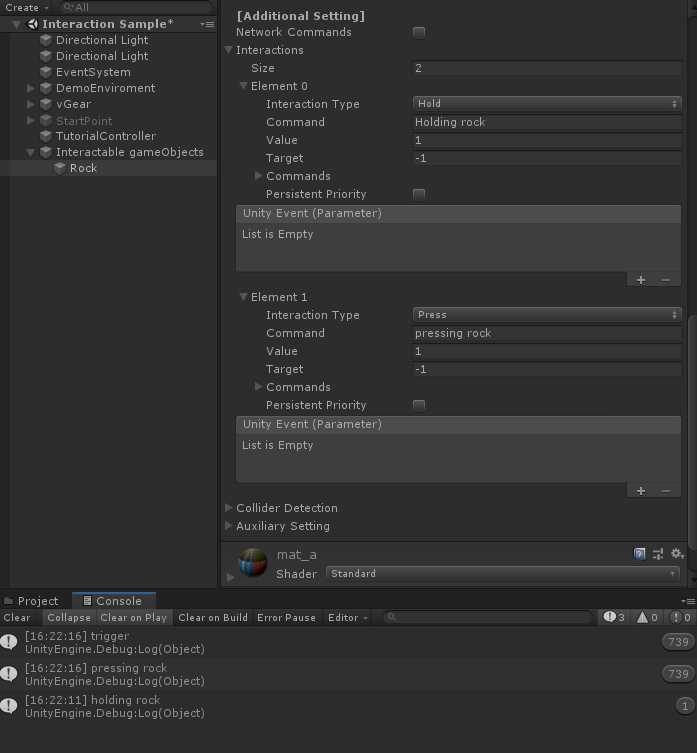 Create
All
Interaction Sample*
Directional Light
Directional Light
EventSystem
DemoEnviroment
vGear
StartPoint
TutorialController
Interactable gameObjects
Rock
[Additional Setting]
Network Commands
Interactions
Size 2
Element 0
Interaction Type Hold
Command Holding rock
Value 1
Target -1
Commands
Persistent Priority
Unity Event (Parameter)
List is Empty
+ −
Element 1
Interaction Type Press
Command pressing rock
Value 1
Target -1
Commands
Persistent Priority
Unity Event (Parameter)
List is Empty
+ −
Collider Detection
Auxiliary Setting
mat_a
Shader Standard
Project Console
Clear Collapse Clear on Play Clear on Build Error Pause Editor 3 0 0
[16:22:16] trigger
UnityEngine.Debug:Log(Object) 739
[16:22:16] pressing rock
UnityEngine.Debug:Log(Object) 739
[16:22:11] holding rock
UnityEngine.Debug:Log(Object) 1